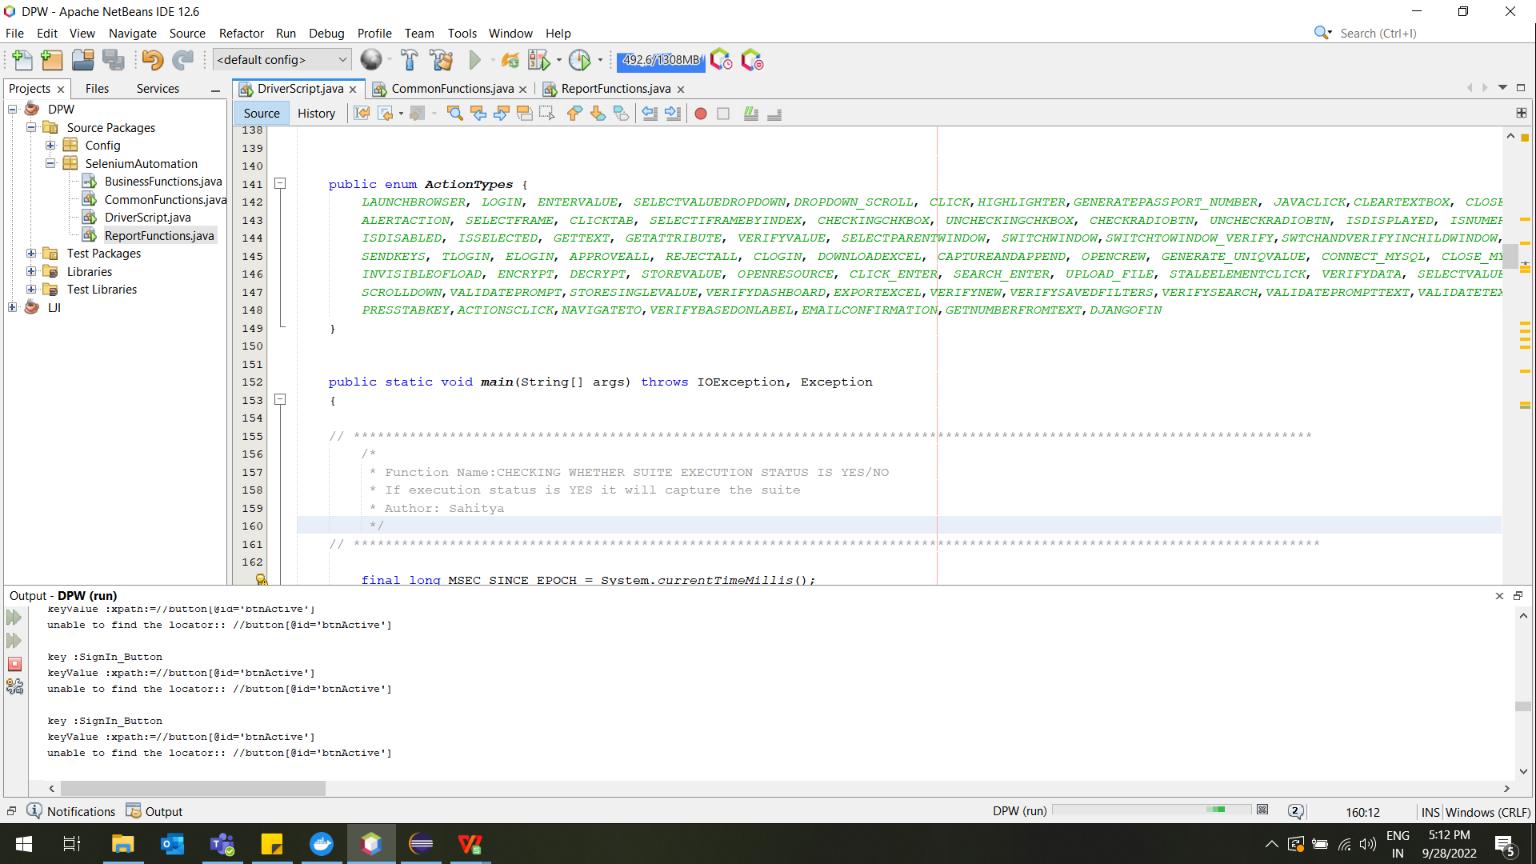 DPW - Apache NetBeans IDE 12.6
File Edit View Navigate Source Refactor Run Debug Profile Team Tools Window Help
Search (Ctrl+I)
<default config>
492.6/1308MB
Projects Files Services
DriverScript.java CommonFunctions.java ReportFunctions.java
Source History
DPW
Source Packages
Config
SeleniumAutomation
BusinessFunctions.java
CommonFunctions.java
DriverScript.java
ReportFunctions.java
Test Packages
Libraries
Test Libraries
IJI
138
139
140
141 public enum ActionTypes {
142 LAUNCHBROWSER, LOGIN, ENTERVALUE, SELECTVALUEDROPDOWN,DROPDOWN_SCROLL, CLICK,HIGHLIGHTER,GENERATEPASSPORT_NUMBER, JAVACLICK,CLEARTEXTBOX, CLOSE
143 ALERTACTION, SELECTFRAME, CLICKTAB, SELECTIFRAMEBYINDEX, CHECKINGCHKBOX, UNCHECKINGCHKBOX, CHECKRADIOBTN, UNCHECKRADIOBTN, ISDISPLAYED, ISNUMER
144 ISDISABLED, ISSELECTED, GETTEXT, GETATTRIBUTE, VERIFYVALUE, SELECTPARENTWINDOW, SWITCHWINDOW,SWITCHTOWINDOW_VERIFY,SWTCHANDVERIFYINCHILDWINDOW,
145 SENDKEYS, TLOGIN, ELOGIN, APPROVEALL, REJECTALL, CLOGIN, DOWNLOADEXCEL, CAPTUREANDAPPEND, OPENCREW, GENERATE_UNIQVALUE, CONNECT_MYSQL, CLOSE_MY
146 INVISIBLEOFLOAD, ENCRYPT, DECRYPT, STOREVALUE, OPENRESOURCE, CLICK_ENTER, SEARCH_ENTER, UPLOAD_FILE, STALEELEMENTCLICK, VERIFYDATA, SELECTVALUE
147 SCROLLDOWN,VALIDATEPROMPT,STORESINGLEVALUE,VERIFYDASHBOARD,EXPORTEXCEL,VERIFYNEW,VERIFYSAVEDFILTERS,VERIFYSEARCH,VALIDATEPROMPTTEXT,VALIDATETEX
148 PRESSTABKEY,ACTIONSCLICK,NAVIGATETO,VERIFYBASEDONLABEL,EMAILCONFIRMATION,GETNUMBERFROMTEXT,DJANGOFIN
149 }
150
151
152 public static void main(String[] args) throws IOException, Exception
153 {
154
155 // ************************************************************************************************************************
156 /*
157 * Function Name:CHECKING WHETHER SUITE EXECUTION STATUS IS YES/NO
158 * If execution status is YES it will capture the suite
159 * Author: Sahitya
160 */
161 // *************************************************************************************************************************
162
final long MSEC_SINCE_EPOCH = System.currentTimeMillis();
Output - DPW (run)
keyValue :xpath:=//button[@id='btnActive']
unable to find the locator:: //button[@id='btnActive']
key :SignIn_Button
keyValue :xpath:=//button[@id='btnActive']
unable to find the locator:: //button[@id='btnActive']
key :SignIn_Button
keyValue :xpath:=//button[@id='btnActive']
unable to find the locator:: //button[@id='btnActive']
Notifications Output DPW (run) 2 160:12 INS Windows (CRLF)
ENG
IN
5:12 PM
9/28/2022
5